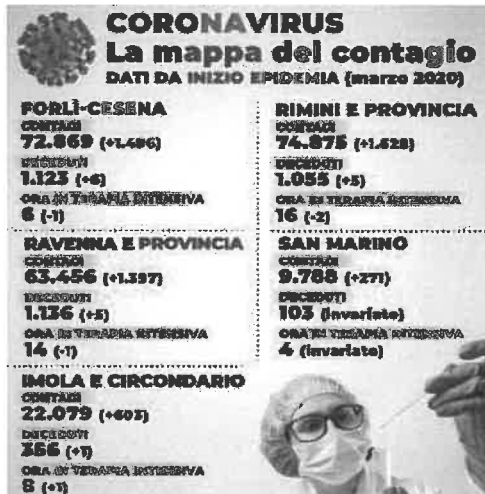 CORONAVIRUS
La mappa del contagio
DATI DA INIZIO EPIDEMIA (marzo 2020)
FORLÌ-CESENA
CONTAGI
72.869 (+1.496)
DECEDUTI
1.123 (+6)
ORA IN TERAPIA INTENSIVA
6 (-1)
RAVENNA E PROVINCIA
CONTAGI
63.456 (+1.397)
DECEDUTI
1.136 (+5)
ORA IN TERAPIA INTENSIVA
14 (-1)
IMOLA E CIRCONDARIO
CONTAGI
22.079 (+603)
DECEDUTI
366 (+1)
ORA IN TERAPIA INTENSIVA
8 (+1)
RIMINI E PROVINCIA
CONTAGI
74.875 (+1.628)
DECEDUTI
1.055 (+5)
ORA IN TERAPIA INTENSIVA
16 (-2)
SAN MARINO
CONTAGI
9.788 (+271)
DECEDUTI
103 (invariato)
ORA IN TERAPIA INTENSIVA
4 (invariato)